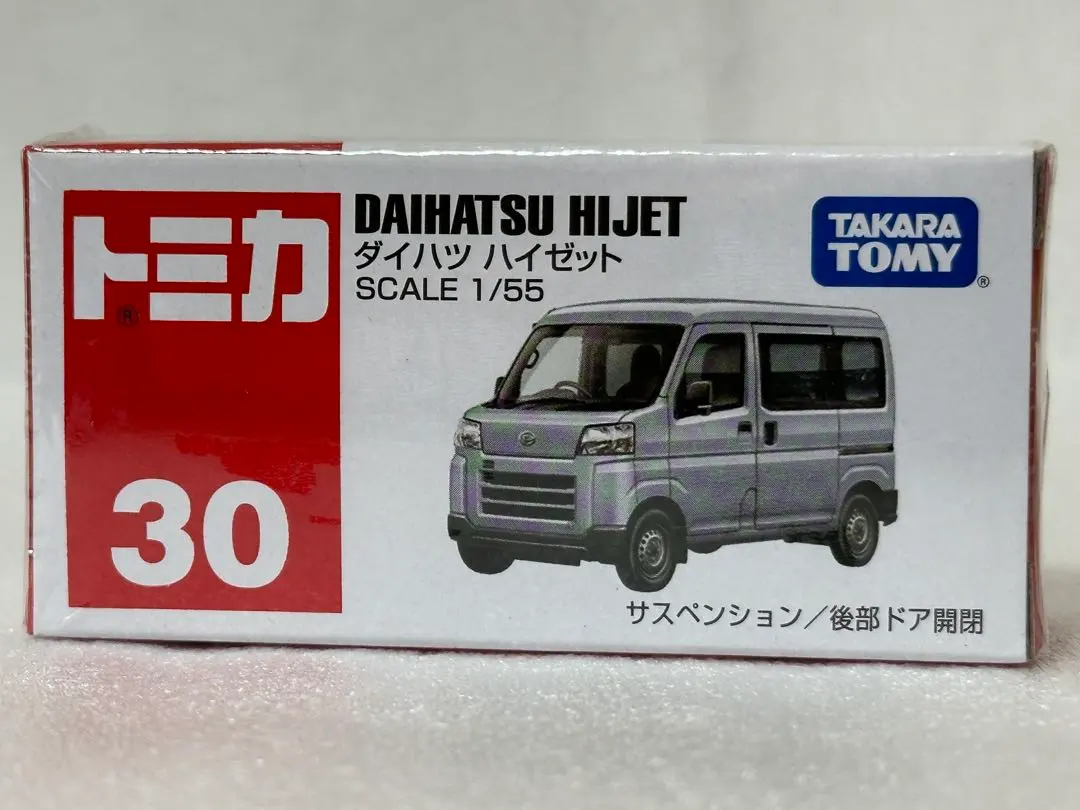 トミカ
®
30
DAIHATSU HIJET
ダイハツ ハイゼット
SCALE 1/55
TAKARA
TOMY
®
サスペンション/後部ドア開閉